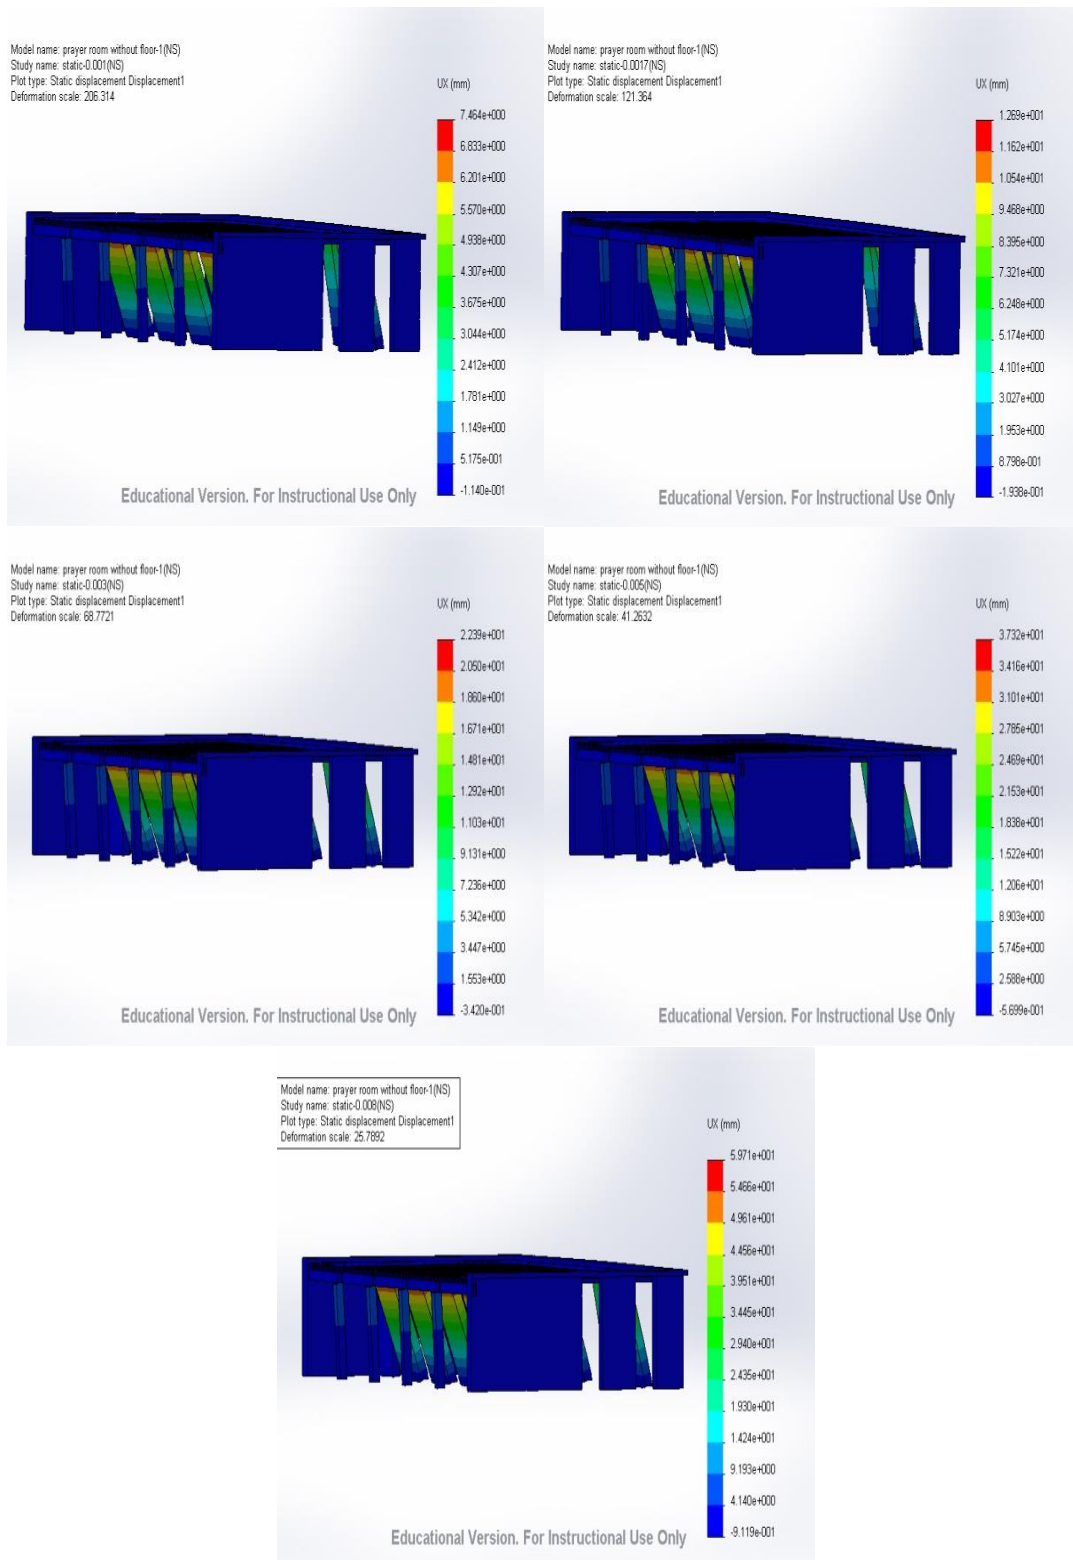 Model name: prayer room without floor-1(NS)
Study name: static-0.001(NS)
Plot type: Static displacement Displacement1
Deformation scale: 206.314
UX (mm)
7.464e+000
6.833e+000
6.201e+000
5.570e+000
4.938e+000
4.307e+000
3.675e+000
3.044e+000
2.412e+000
1.781e+000
1.149e+000
5.175e-001
-1.140e-001
Educational Version. For Instructional Use Only
Model name: prayer room without floor-1(NS)
Study name: static-0.0017(NS)
Plot type: Static displacement Displacement1
Deformation scale: 121.364
UX (mm)
1.269e+001
1.162e+001
1.054e+001
9.468e+000
8.395e+000
7.321e+000
6.248e+000
5.174e+000
4.101e+000
3.027e+000
1.953e+000
8.798e-001
-1.938e-001
Educational Version. For Instructional Use Only
Model name: prayer room without floor-1(NS)
Study name: static-0.003(NS)
Plot type: Static displacement Displacement1
Deformation scale: 68.7721
UX (mm)
2.239e+001
2.050e+001
1.860e+001
1.671e+001
1.481e+001
1.292e+001
1.103e+001
9.131e+000
7.236e+000
5.342e+000
3.447e+000
1.553e+000
-3.420e-001
Educational Version. For Instructional Use Only
Model name: prayer room without floor-1(NS)
Study name: static-0.005(NS)
Plot type: Static displacement Displacement1
Deformation scale: 41.2632
UX (mm)
3.732e+001
3.416e+001
3.101e+001
2.785e+001
2.469e+001
2.153e+001
1.838e+001
1.522e+001
1.206e+001
8.903e+000
5.745e+000
2.588e+000
-5.699e-001
Educational Version. For Instructional Use Only
Model name: prayer room without floor-1(NS)
Study name: static-0.008(NS)
Plot type: Static displacement Displacement1
Deformation scale: 25.7892
UX (mm)
5.971e+001
5.466e+001
4.961e+001
4.456e+001
3.951e+001
3.445e+001
2.940e+001
2.435e+001
1.930e+001
1.424e+001
9.193e+000
4.140e+000
-9.119e-001
Educational Version. For Instructional Use Only